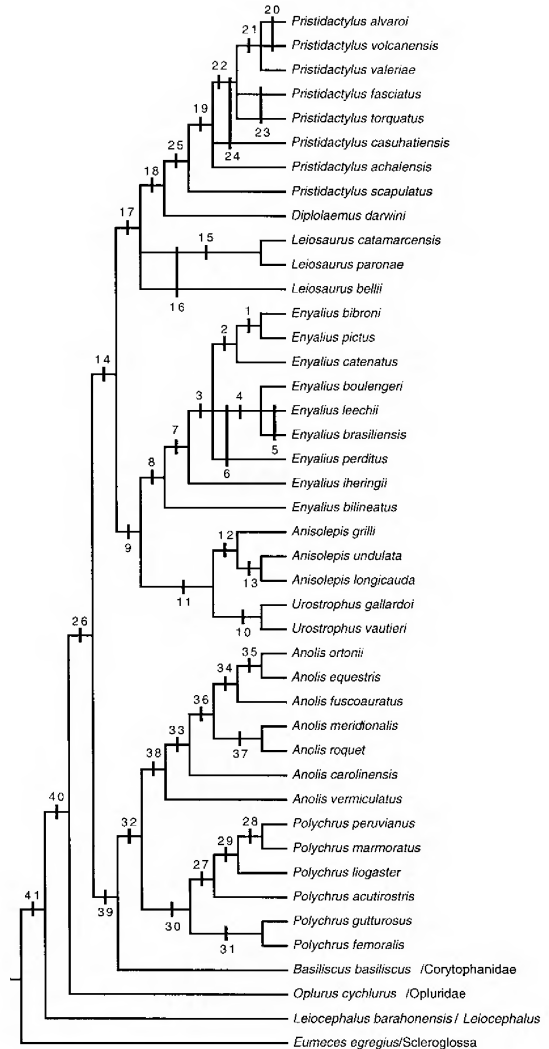 20
21
Pristidactylus alvaroi
Pristidactylus volcanensis
22
Pristidactylus valeriae
Pristidactylus fasciatus
19
Pristidactylus torquatus
23
25
Pristidactylus casuhatiensis
24
18
Pristidactylus achalensis
Pristidactylus scapulatus
17
Diplolaemus darwini
15
Leiosaurus catamarcensis
Leiosaurus paronae
Leiosaurus bellii
16
1
Enyalius bibroni
2
Enyalius pictus
14
Enyalius catenatus
3
4
Enyalius boulengeri
Enyalius leechii
7
Enyalius brasiliensis
5
8
Enyalius perditus
6
Enyalius iheringii
Enyalius bilineatus
9
12
Anisolepis grilli
Anisolepis undulata
13
Anisolepis longicauda
11
Urostrophus gallardoi
10
Urostrophus vautieri
26
35
Anolis ortonii
34
Anolis equestris
36
Anolis fuscoauratus
33
Anolis meridionalis
37
Anolis roquet
38
Anolis carolinensis
40
Anolis vermiculatus
32
28
Polychrus peruvianus
29
Polychrus marmoratus
27
Polychrus liogaster
Polychrus acutirostris
41
39
30
Polychrus gutturosus
31
Polychrus femoralis
Basiliscus basiliscus /Corytophanidae
Oplurus cychlurus /Opluridae
Leiocephalus barahonensis / Leiocephalus
Eumeces egregius/Scleroglossa